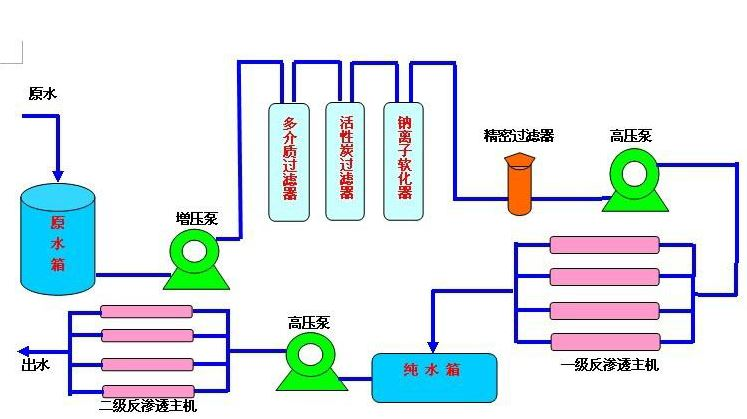 原水
原水箱
增压泵
多介质过滤器
活性炭过滤器
钠离子软化器
精密过滤器
高压泵
一级反渗透主机
纯水箱
高压泵
二级反渗透主机
出水